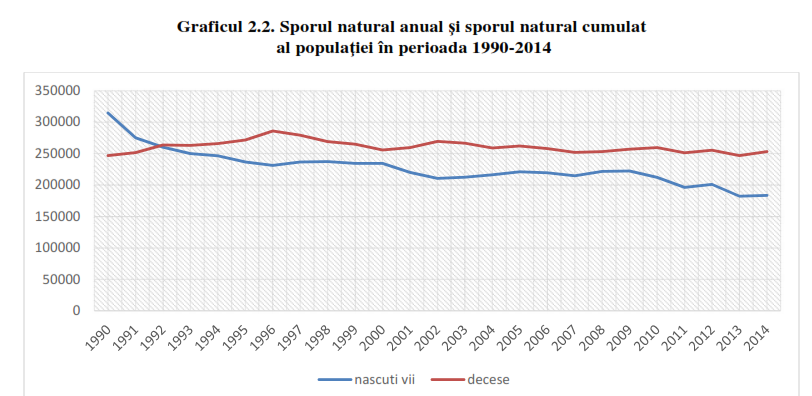 Graficul 2.2. Sporul natural anual şi sporul natural cumulat
al populaţiei în perioada 1990-2014
350000
300000
250000
200000
150000
100000
50000
0
1990 1991 1992 1993 1994 1995 1996 1997 1998 1999 2000 2001 2002 2003 2004 2005 2006 2007 2008 2009 2010 2011 2012 2013 2014
nascuti vii decese